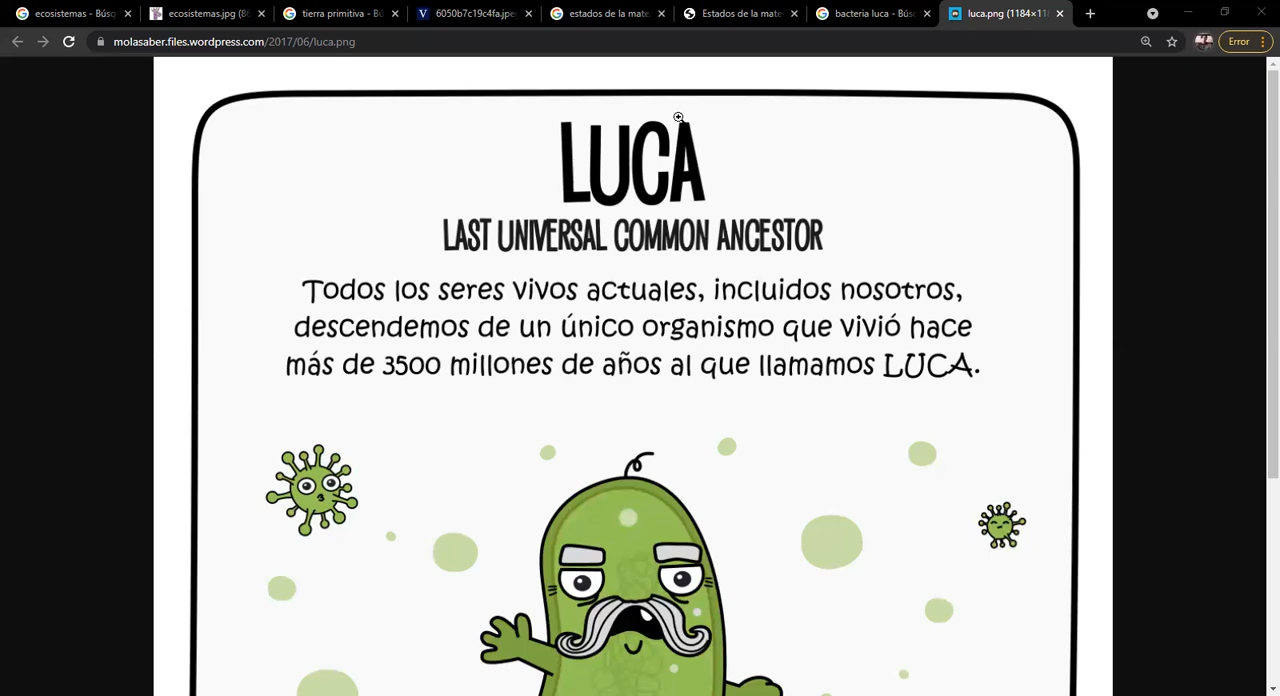 ecosistemas - Búsq
ecosistemas.jpg (86
tierra primitiva - Bú
6050b7c19c4fa.jpe
estados de la mate
Estados de la mate
bacteria luca - Búsc
luca.png (1184×11
molasaber.files.wordpress.com/2017/06/luca.png
Error
LUCA
LAST UNIVERSAL COMMON ANCESTOR
Todos los seres vivos actuales, incluidos nosotros,
descendemos de un único organismo que vivió hace
más de 3500 millones de años al que llamamos LUCA.